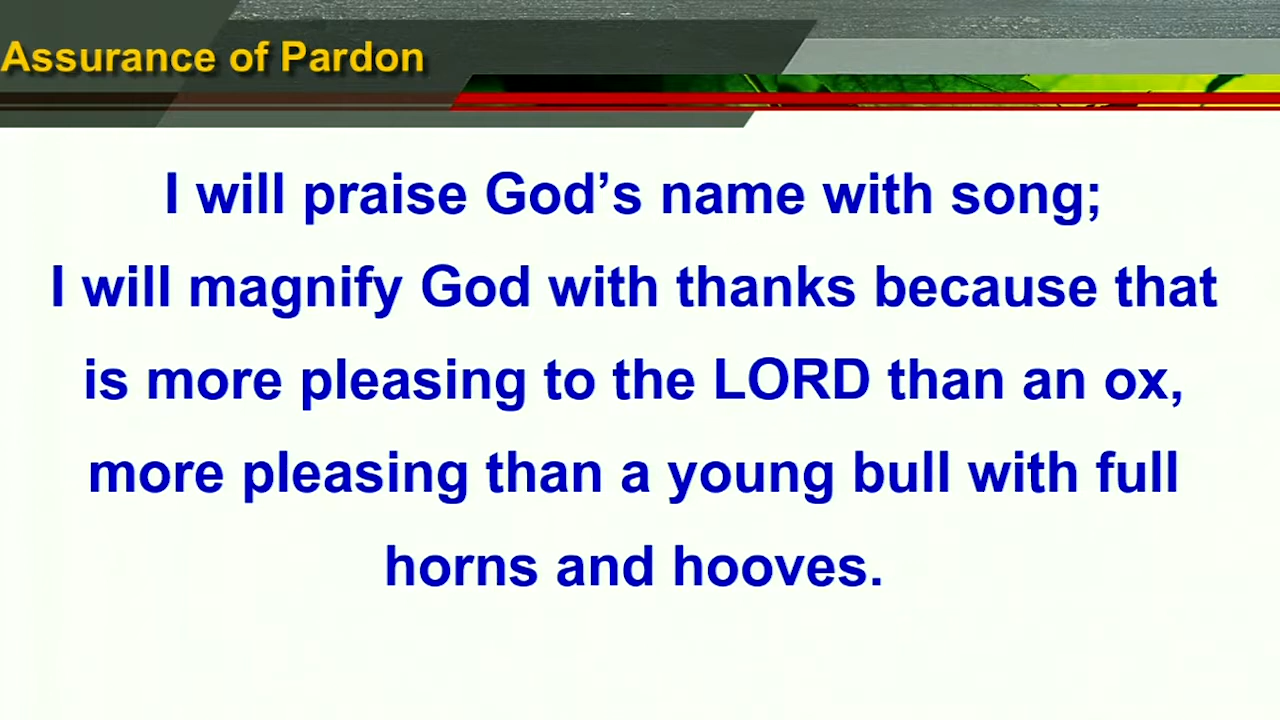 Assurance of Pardon
I will praise God’s name with song;
I will magnify God with thanks because that
is more pleasing to the LORD than an ox,
more pleasing than a young bull with full
horns and hooves.